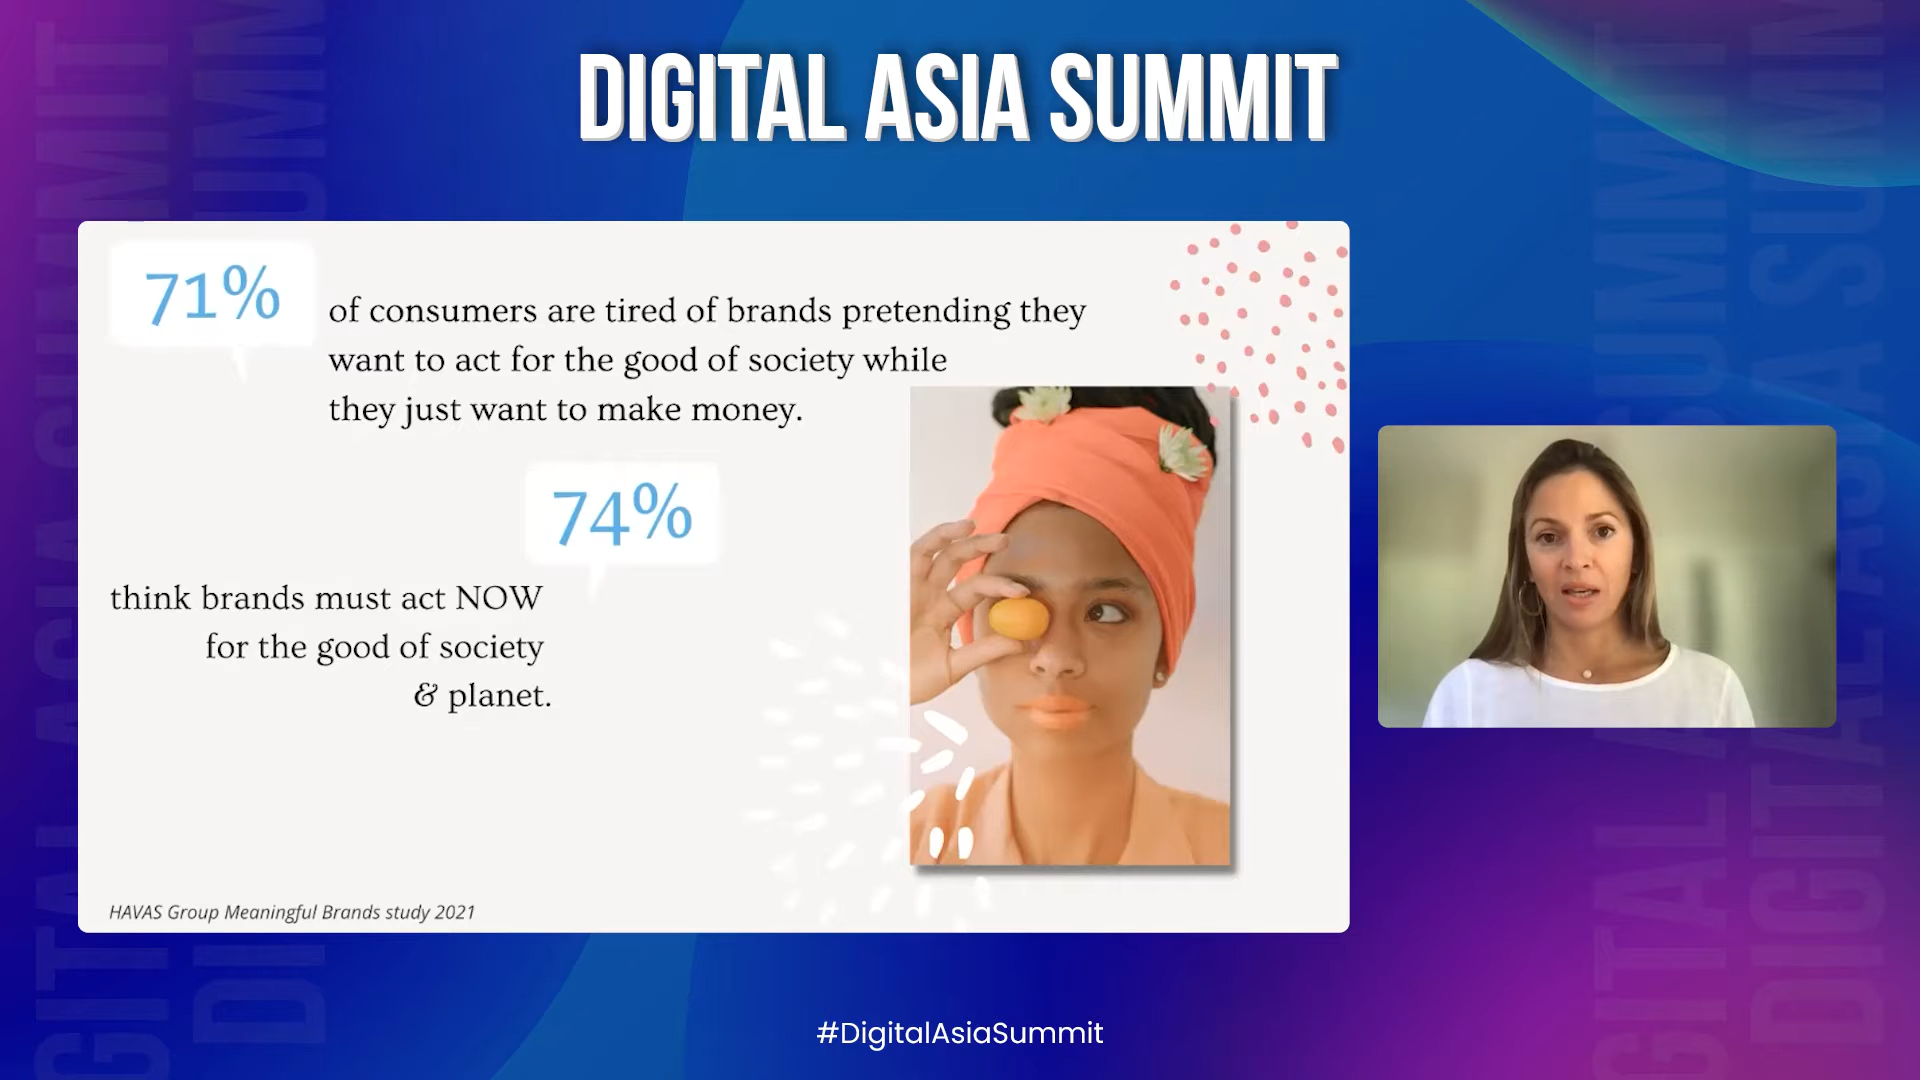 DIGITAL ASIA SUMMIT
71%
of consumers are tired of brands pretending they
want to act for the good of society while
they just want to make money.
74%
think brands must act NOW
for the good of society
& planet.
HAVAS Group Meaningful Brands study 2021
#DigitalAsiaSummit